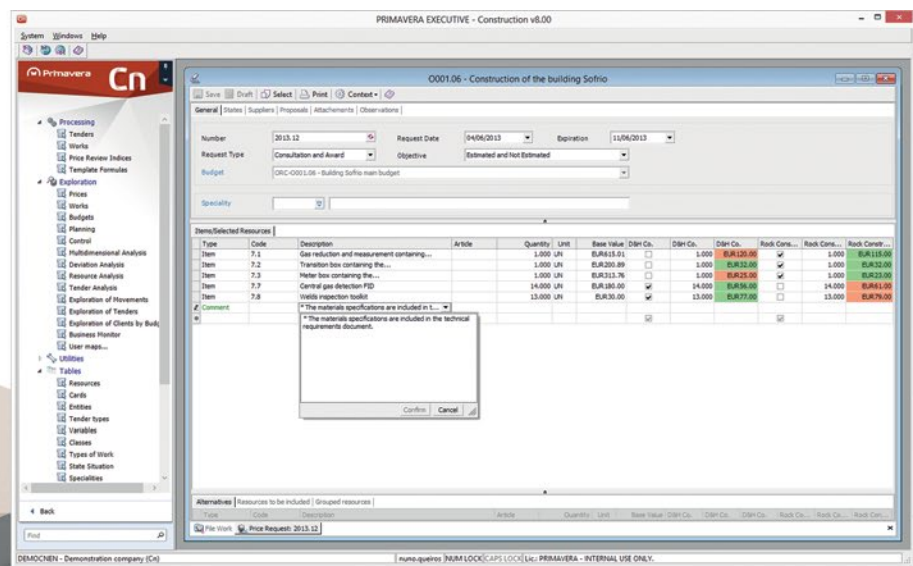 PRIMAVERA EXECUTIVE - Construction v8.00
System Windows Help
Primavera Cn
Processing
Tenders
Works
Price Review Indices
Template Formulas
Exploration
Prices
Works
Budgets
Planning
Control
Multidimensional Analysis
Deviation Analysis
Resource Analysis
Tender Analysis
Exploration of Movements
Exploration of Tenders
Exploration of Clients by Budg
Business Monitor
User maps...
Utilities
Tables
Resources
Cards
Entities
Tender types
Variables
Classes
Types of Work
State Situation
Specialities
Back
Find
O001.06 - Construction of the building Sofrio
Save Draft Select Print Context
General States Suppliers Proposals Attachements Observations
Number 2013.12 Request Date 04/06/2013 Expiration 11/06/2013
Request Type Consultation and Award Objective Estimated and Not Estimated
Budget ORC-O001.06 - Building Sofrio main budget
Speciality
Items/Selected Resources
Type Code Description Article Quantity Unit Base Value D&H Co. D&H Co. D&H Co. Rock Cons... Rock Cons... Rock Constr...
Item 7.1 Gas reduction and measurement containing... 1.000 UN EUR615.01 1.000 EUR120.00 1.000 EUR115.00
Item 7.2 Transition box containing the... 1.000 UN EUR200.89 1.000 EUR32.00 1.000 EUR32.00
Item 7.3 Meter box containing the... 1.000 UN EUR313.76 1.000 EUR25.00 1.000 EUR23.00
Item 7.7 Central gas detection FID 14.000 UN EUR180.00 14.000 EUR56.00 14.000 EUR61.00
Item 7.8 Welds inspection toolkit 13.000 UN EUR30.00 13.000 EUR77.00 13.000 EUR79.00
Comment * The materials specifications are included in t...
* The materials specifications are included in the technical
requirements document.
Confirm Cancel
Alternatives Resources to be included Grouped resources
Type Code Description Article Quantity Unit Base Value D&H Co. D&H Co. D&H Co. Rock Co... Rock Co... Rock Con...
File Work Price Request: 2013.12
DEMOCNEN - Demonstration company (Cn) nuno.queiros NUM LOCK CAPS LOCK Lic.: PRIMAVERA - INTERNAL USE ONLY.